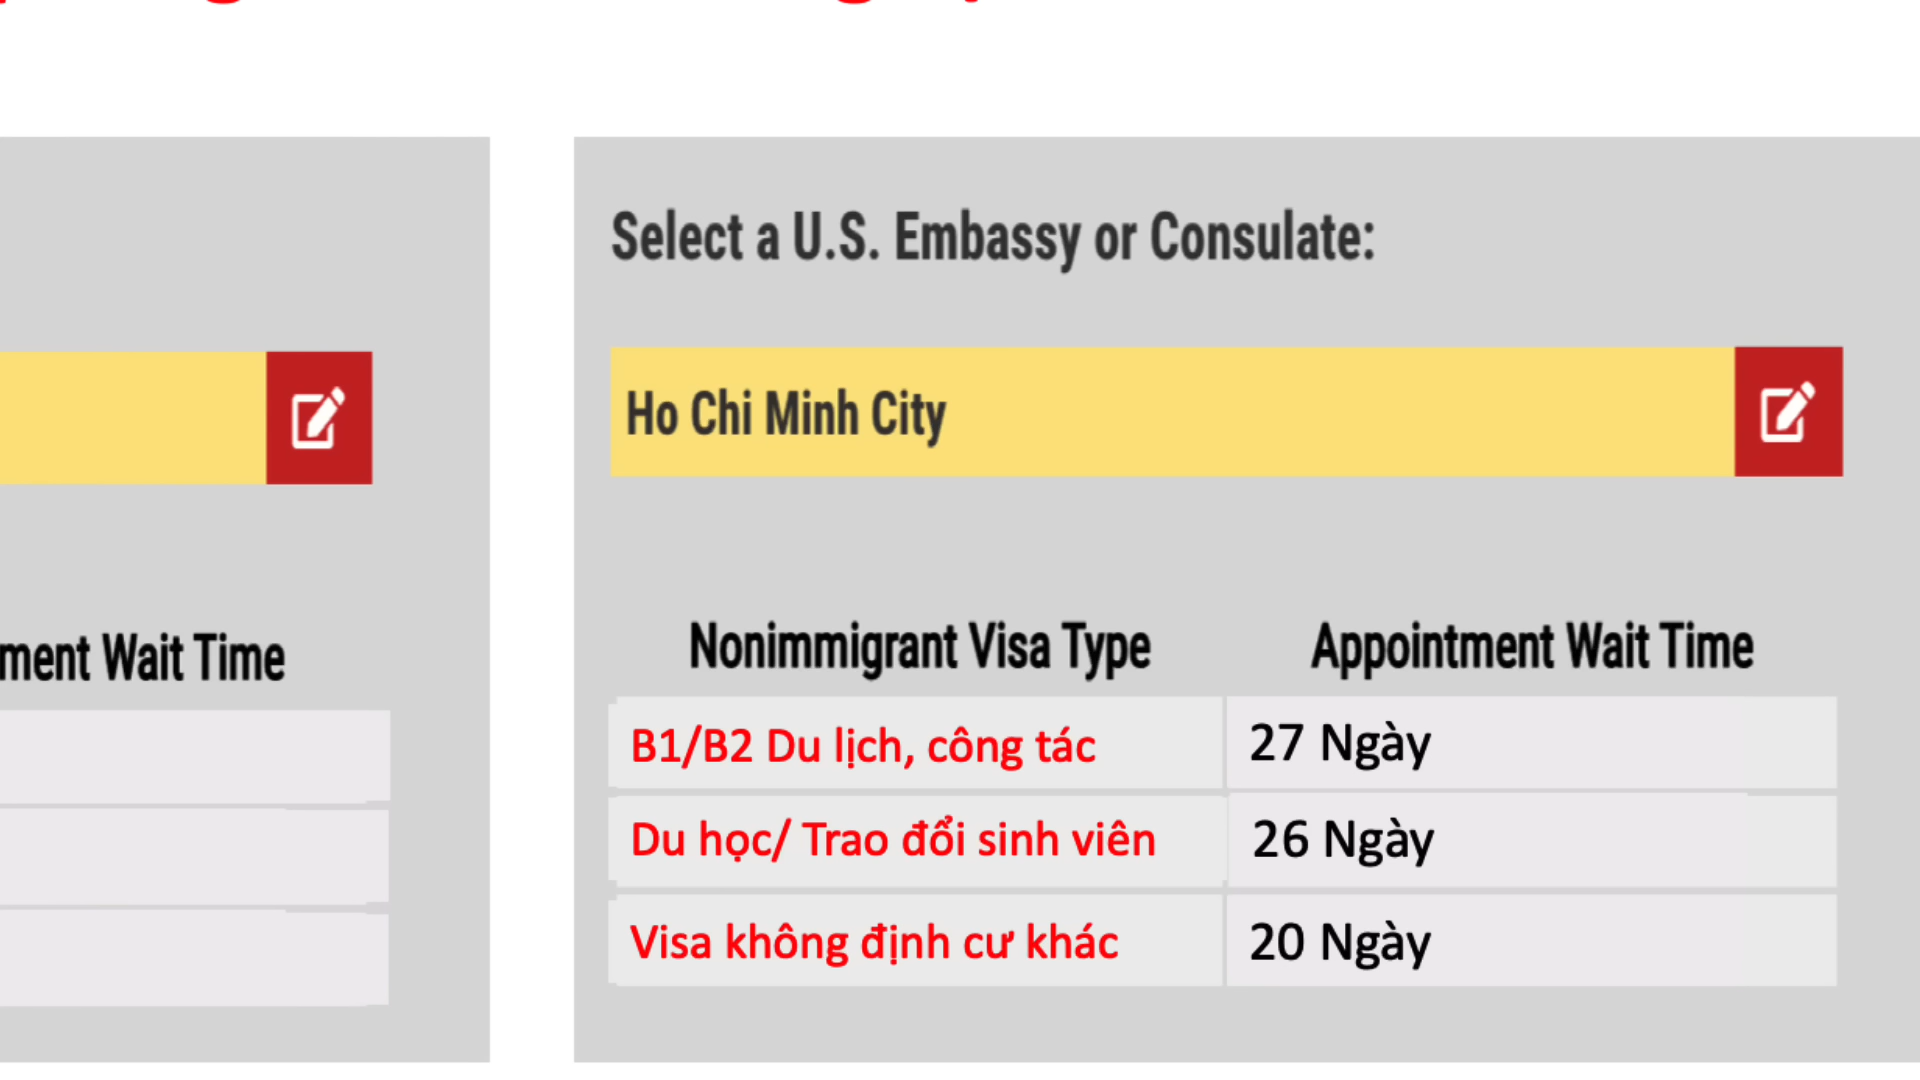 Wait Time
Select a U.S. Embassy or Consulate:
Ho Chi Minh City
Nonimmigrant Visa Type Appointment Wait Time
B1/B2 Du lịch, công tác 27 Ngày
Du học/ Trao đổi sinh viên 26 Ngày
Visa không định cư khác 20 Ngày